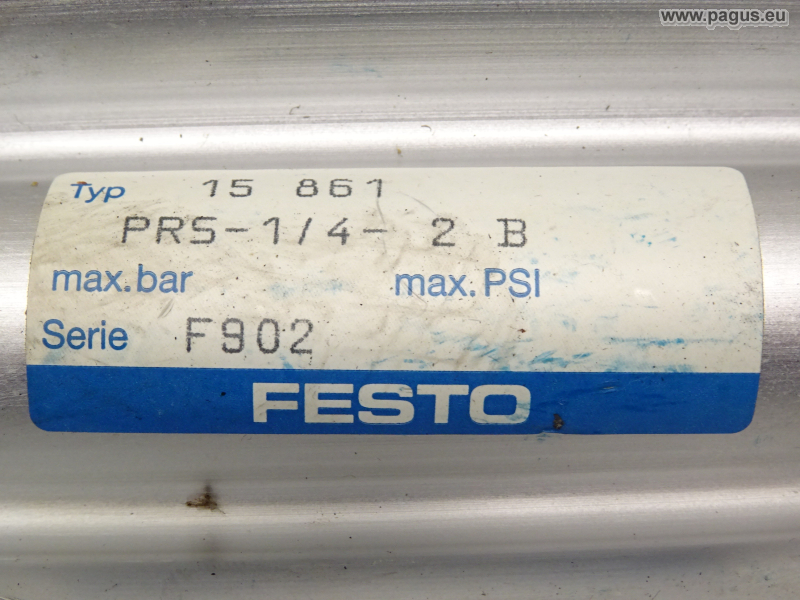 www.pagus.eu
Typ 15 861
PRS-1/4- 2 B
max.bar max.PSI
Serie F902
FESTO